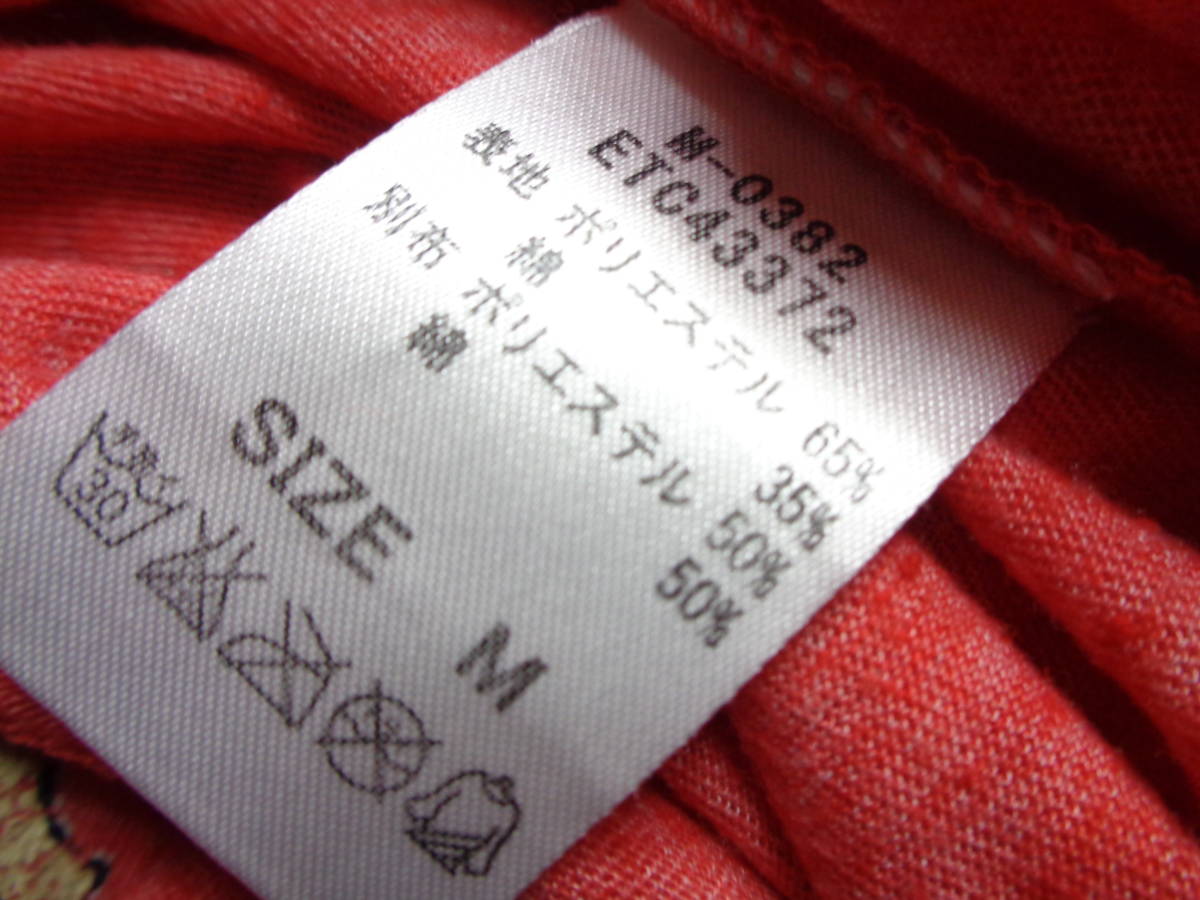 M-0382
ETC43372
表地 ポリエステル 65%
綿 35%
別布 ポリエステル 50%
綿 50%
SIZE M
30